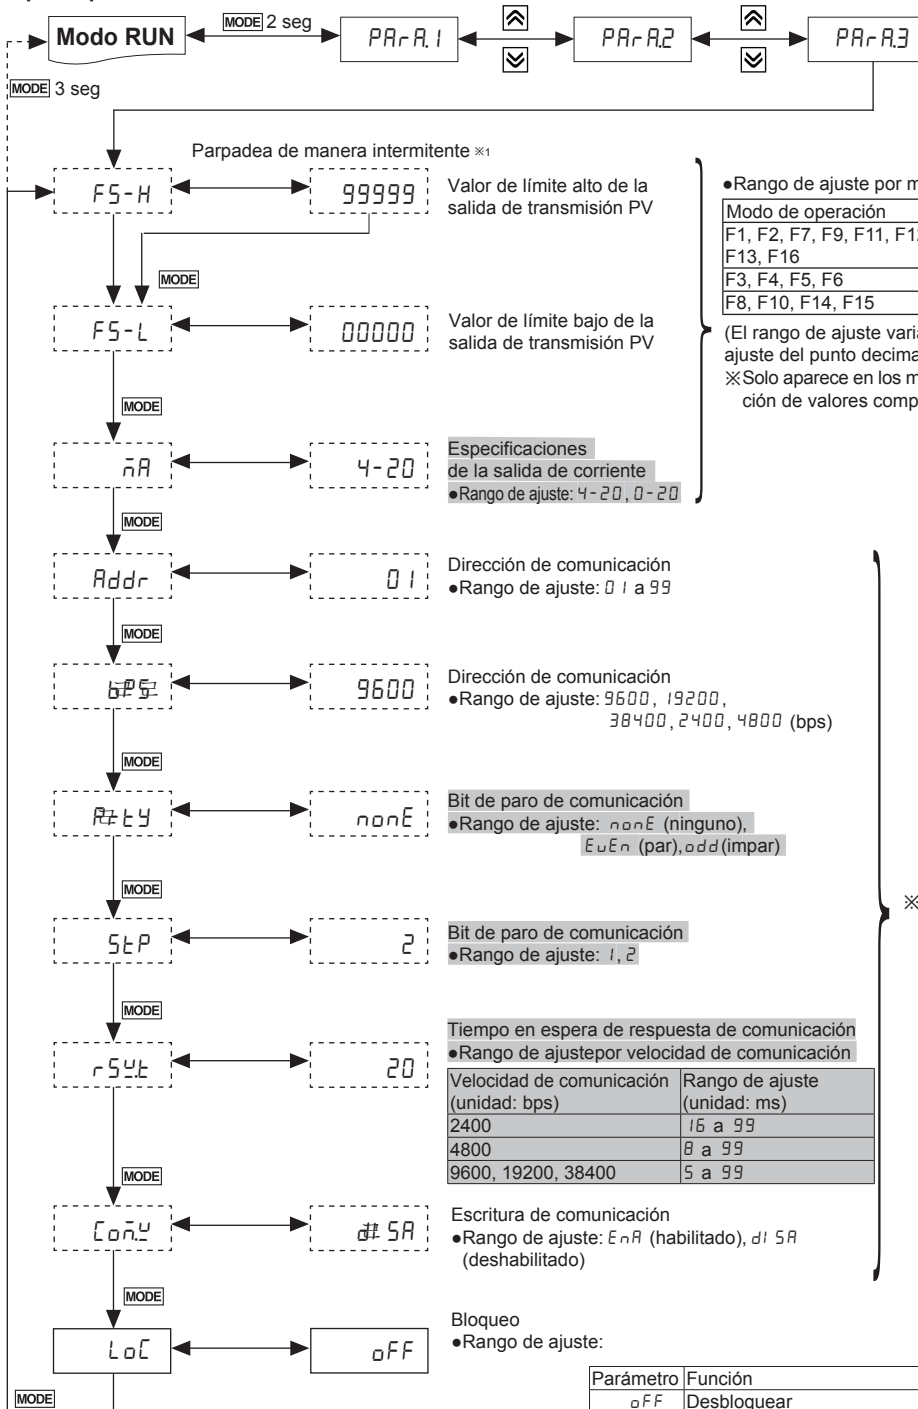 Modo RUN
MODE 2 seg
PArA.1
PArA.2
PArA.3
MODE 3 seg
Parpadea de manera intermitente ※1
FS-H
99999
Valor de límite alto de la
salida de transmisión PV
●Rango de ajuste por m
Modo de operación
F1, F2, F7, F9, F11, F12
F13, F16
F3, F4, F5, F6
F8, F10, F14, F15
(El rango de ajuste varia
ajuste del punto decima
※Solo aparece en los m
ción de valores comp
MODE
FS-L
00000
Valor de límite bajo de la
salida de transmisión PV
MODE
mA
4-20
Especificaciones
de la salida de corriente
●Rango de ajuste: 4-20, 0-20
MODE
Addr
01
Dirección de comunicación
●Rango de ajuste: 01 a 99
MODE
bPS
9600
Dirección de comunicación
●Rango de ajuste: 9600, 19200,
38400, 2400, 4800 (bps)
MODE
PrtY
nonE
Bit de paro de comunicación
●Rango de ajuste: nonE (ninguno),
EvEn (par), odd (impar)
MODE
StP
2
Bit de paro de comunicación
●Rango de ajuste: 1, 2
※
MODE
rSY.t
20
Tiempo en espera de respuesta de comunicación
●Rango de ajustepor velocidad de comunicación
Velocidad de comunicación (unidad: bps) Rango de ajuste (unidad: ms)
2400 16 a 99
4800 8 a 99
9600, 19200, 38400 5 a 99
MODE
Com.W
diSA
Escritura de comunicación
●Rango de ajuste: EnA (habilitado), diSA
(deshabilitado)
MODE
LoC
oFF
Bloqueo
●Rango de ajuste:
Parámetro Función
oFF Desbloquear
MODE